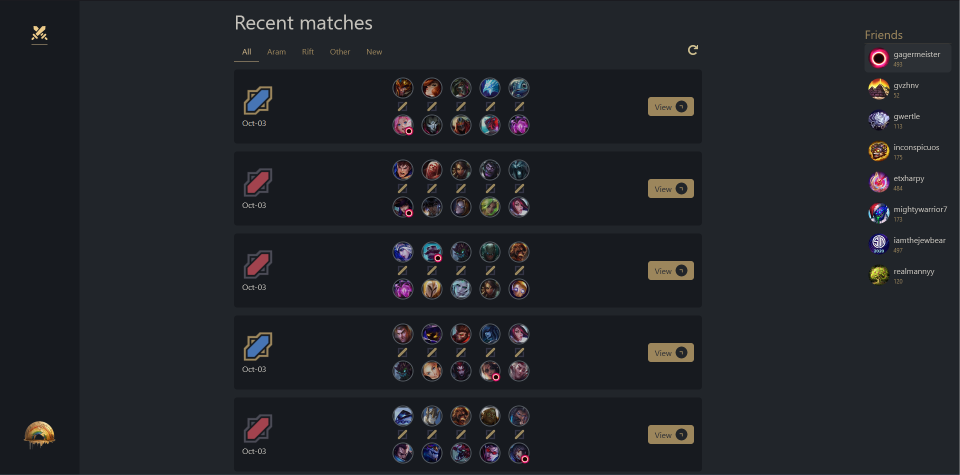 Recent matches
All Aram Rift Other New
Oct-03
View
Oct-03
View
Oct-03
View
Oct-03
View
Oct-03
View
Friends
gagermeister
493
gvzhnv
52
gwertle
113
inconspicuos
175
etxharpy
484
mightywarrior7
173
iamthejewbear
497
realmannyy
120